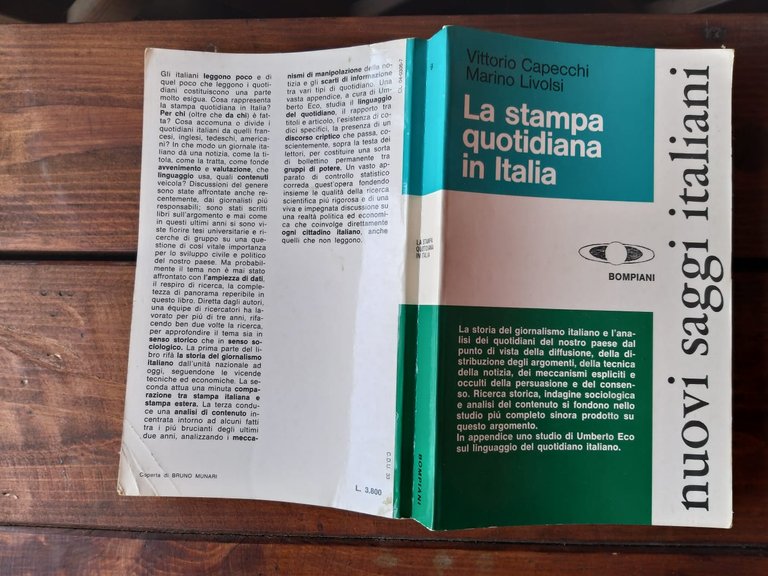 Gli italiani leggono poco e di
quel poco che leggono i quoti-
diani costituiscono una parte
molto esigua. Cosa rappresenta
la stampa quotidiana in Italia?
Per chi (oltre che da chi) è fat-
ta? Cosa accomuna o divide i
quotidiani italiani da quelli fran-
cesi, inglesi, tedeschi, america-
ni? In che modo un giornale ita-
liano dà una notizia, come la ti-
tola, come la tratta, come fonde
avvenimento e valutazione, che
linguaggio usa, quali contenuti
veicola? Discussioni del genere
sono state affrontate anche re-
centemente, dai giornalisti più
responsabili; sono stati scritti
libri sull'argomento e mai come
in questi ultimi anni si sono vi-
ste fiorire tesi universitarie e ri-
cerche di gruppo su una que-
stione di così vitale importanza
per lo sviluppo civile e politico
del nostro paese. Ma probabil-
mente il tema non è mai stato
affrontato con l'ampiezza di dati,
il respiro di ricerca, la comple-
tezza di panorama reperibile in
questo libro. Diretta dagli autori,
una équipe di ricercatori ha la-
vorato per più di tre anni, rifa-
cendo ben due volte la ricerca,
per approfondire il tema sia in
senso storico che in senso so-
ciologico. La prima parte del li-
bro rifà la storia del giornalismo
italiano dall'unità nazionale ad
oggi, seguendone le vicende
tecniche ed economiche. La se-
conda attua una minuta compa-
razione tra stampa italiana e
stampa estera. La terza condu-
ce una analisi di contenuto in-
centrata intorno ad alcuni fatti
tra i più brucianti degli ultimi
due anni, analizzando i mecca-
nismi di manipolazione della no-
tizia e gli scarti di informazione
tra vari tipi di quotidiano. Una
vasta appendice, a cura di Um-
berto Eco, studia il linguaggio
del quotidiano, il rapporto tra
titoli e articolo, l'esistenza di co-
dici specifici, la presenza di un
discorso criptico che passa, co-
scientemente, sopra la testa dei
lettori, per costituire una sorta
di bollettino permanente tra
gruppi di potere. Un vasto ap-
parato di controllo statistico
correda quest'opera fondendo
insieme le qualità della ricerca
scientifica più rigorosa e di una
viva e impegnata discussione su
una realtà politica ed economi-
ca che coinvolge direttamente
ogni cittadino italiano, anche
quelli che non leggono.
Coperta di BRUNO MUNARI
C.D.U. 30
L. 3.800
LA STAMPA
QUOTIDIANA
IN ITALIA
BOMPIANI
Vittorio Capecchi
Marino Livolsi
La stampa
quotidiana
in Italia
BOMPIANI
La storia del giornalismo italiano e l'ana-
lisi dei quotidiani del nostro paese dal
punto di vista della diffusione, della di-
stribuzione degli argomenti, della tecnica
della notizia, dei meccanismi espliciti e
occulti della persuasione e del consen-
so. Ricerca storica, indagine sociologica
e analisi del contenuto si fondono nello
studio più completo sinora prodotto su
questo argomento.
In appendice uno studio di Umberto Eco
sul linguaggio del quotidiano italiano.
nuovi saggi italiani